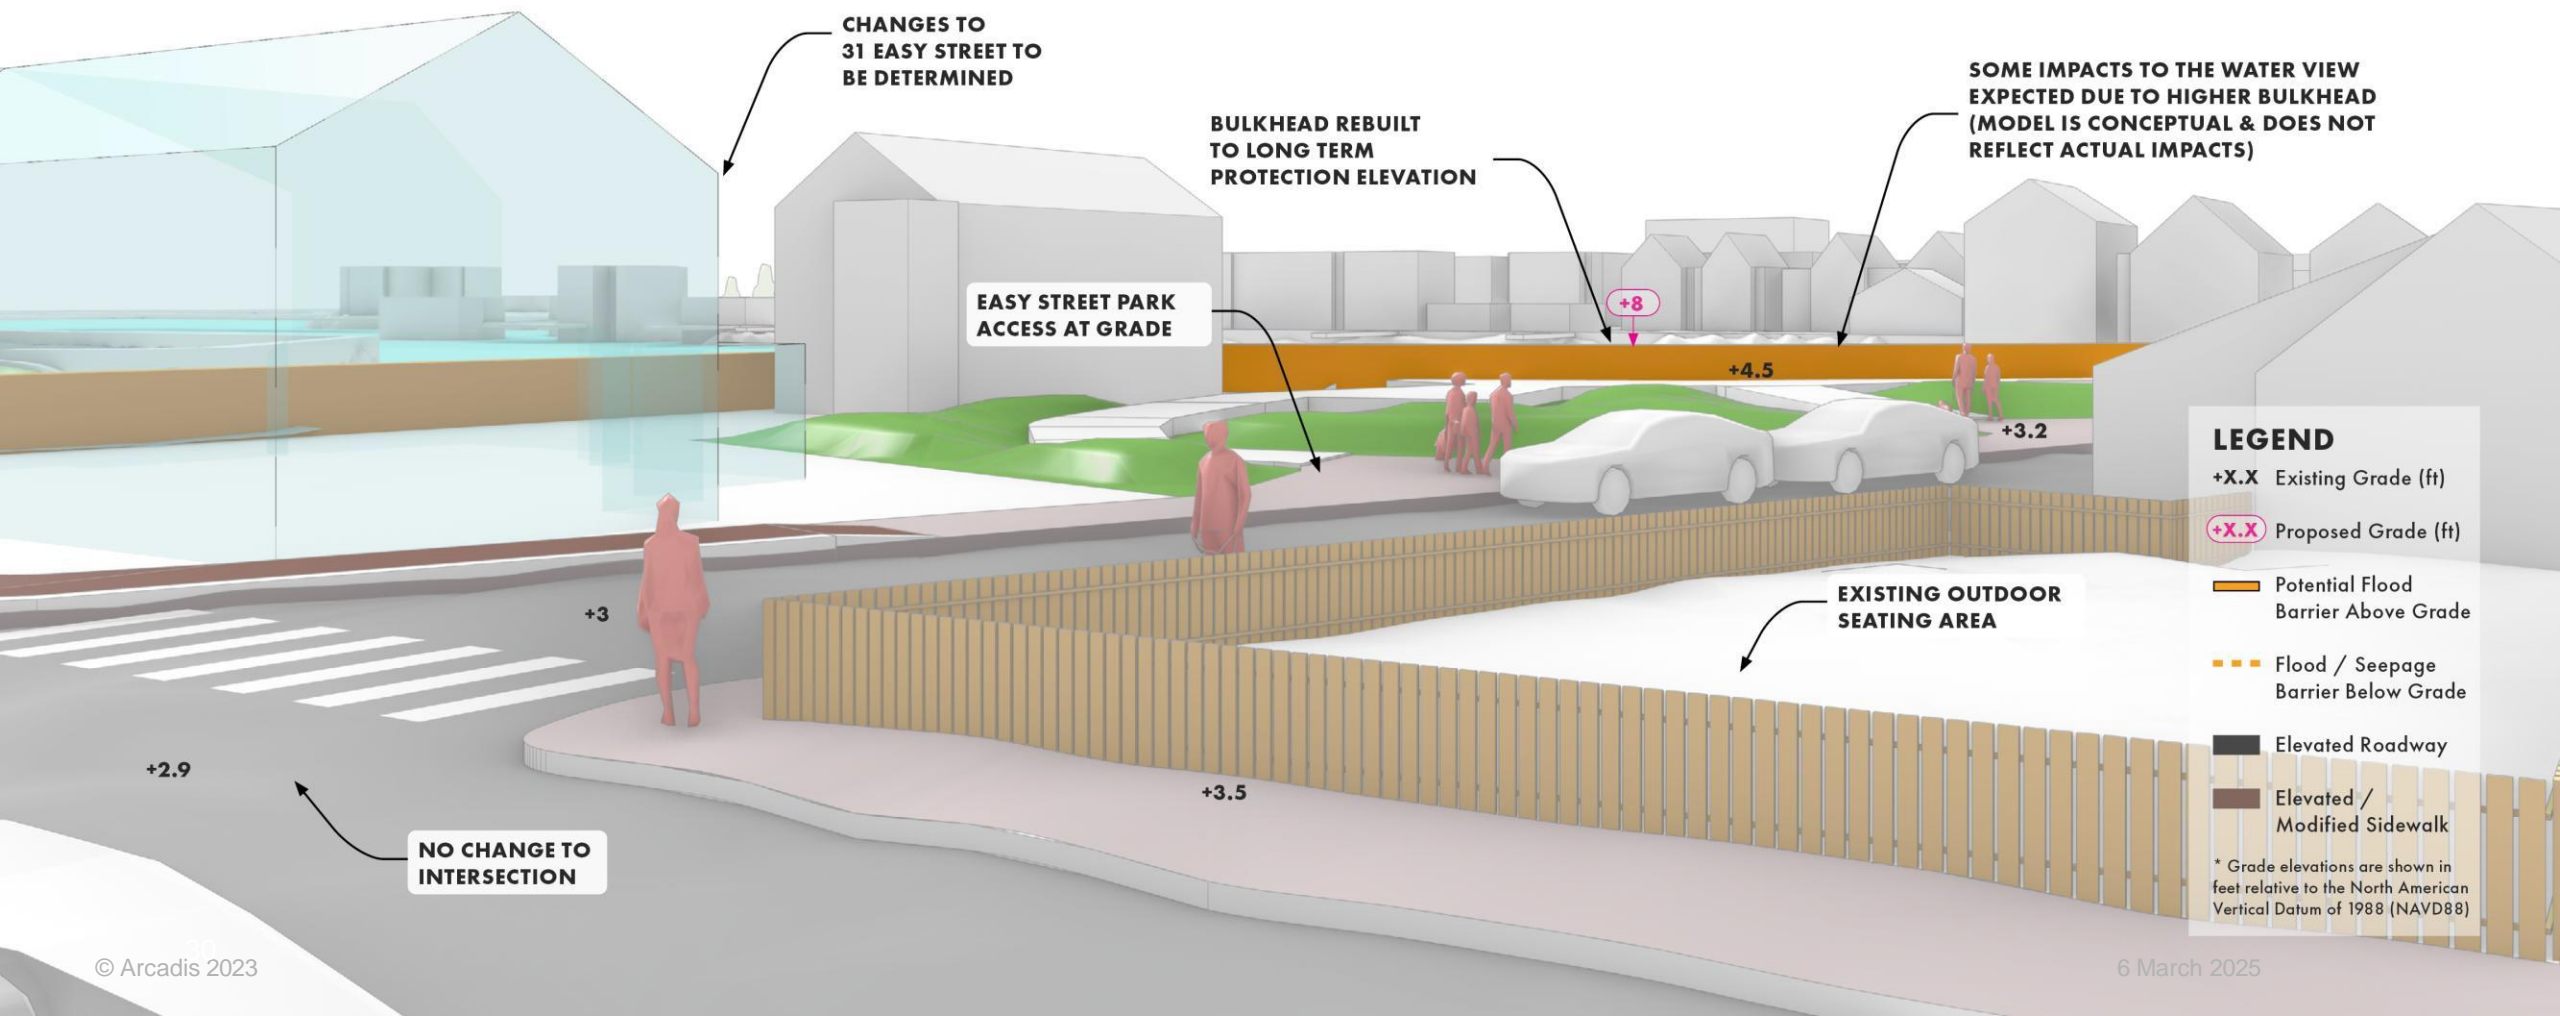 CHANGES TO
31 EASY STREET TO
BE DETERMINED
BULKHEAD REBUILT
TO LONG TERM
PROTECTION ELEVATION
SOME IMPACTS TO THE WATER VIEW
EXPECTED DUE TO HIGHER BULKHEAD
(MODEL IS CONCEPTUAL & DOES NOT
REFLECT ACTUAL IMPACTS)
EASY STREET PARK
ACCESS AT GRADE
+8
+4.5
+3.2
+3
EXISTING OUTDOOR
SEATING AREA
+2.9
+3.5
NO CHANGE TO
INTERSECTION
LEGEND
+X.X Existing Grade (ft)
+X.X Proposed Grade (ft)
Potential Flood
Barrier Above Grade
Flood / Seepage
Barrier Below Grade
Elevated Roadway
Elevated /
Modified Sidewalk
* Grade elevations are shown in
feet relative to the North American
Vertical Datum of 1988 (NAVD88)
30
© Arcadis 2023
6 March 2025